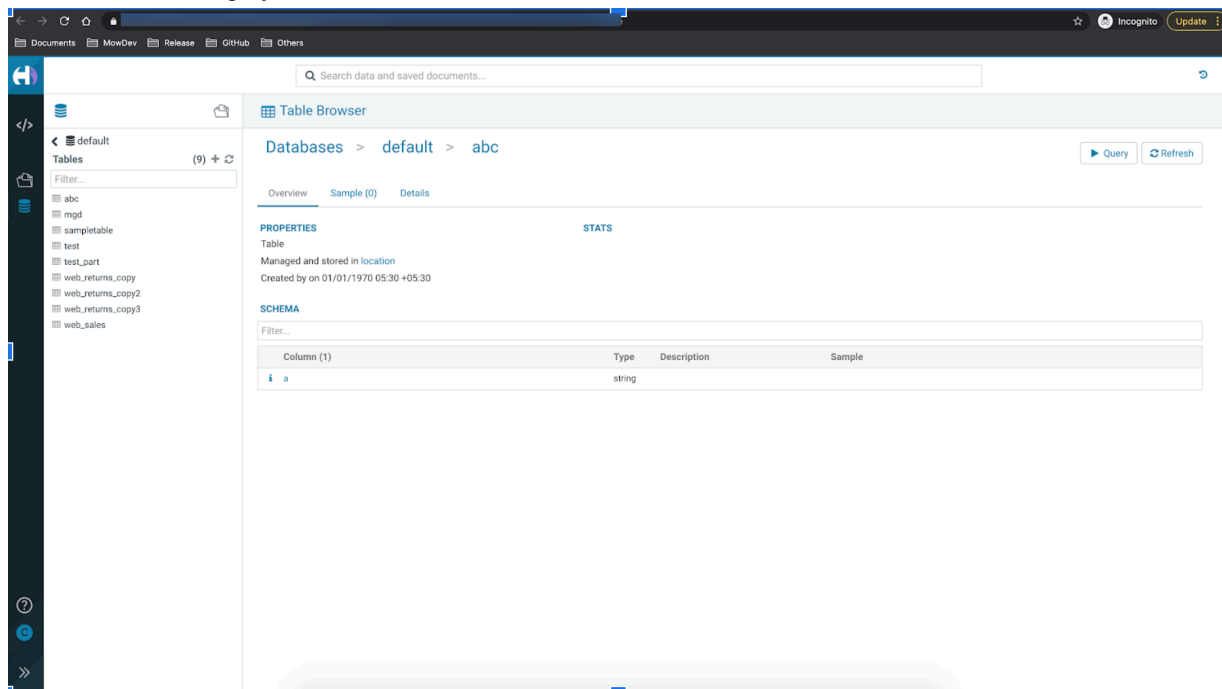 Incognito
Update
Documents MowDev Release GitHub Others
Search data and saved documents...
Table Browser
default
Tables (9)
Filter...
abc
mgd
sampletable
test
test_part
web_returns_copy
web_returns_copy2
web_returns_copy3
web_sales
Databases > default > abc
Query Refresh
Overview Sample (0) Details
PROPERTIES STATS
Table
Managed and stored in location
Created by on 01/01/1970 05:30 +05:30
SCHEMA
Filter...
Column (1) Type Description Sample
i a string
C